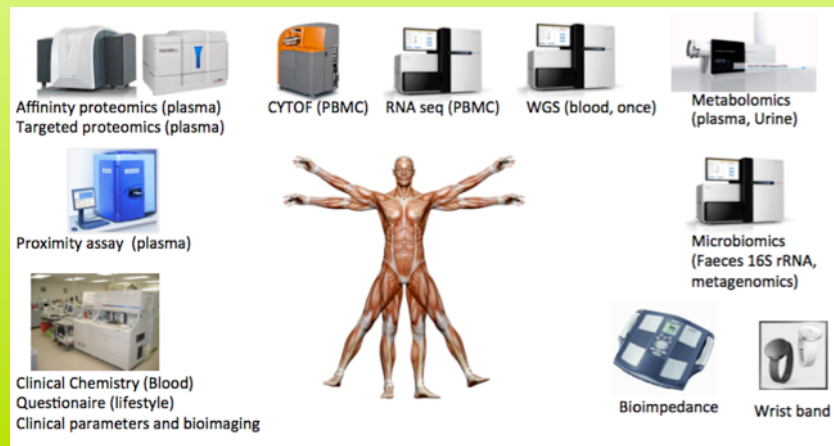 Affininty proteomics (plasma)
Targeted proteomics (plasma)
CYTOF (PBMC)
RNA seq (PBMC)
WGS (blood, once)
Metabolomics
(plasma, Urine)
Proximity assay (plasma)
Microbiomics
(Faeces 16S rRNA,
metagenomics)
Clinical Chemistry (Blood)
Questionaire (lifestyle)
Clinical parameters and bioimaging
Bioimpedance
Wrist band